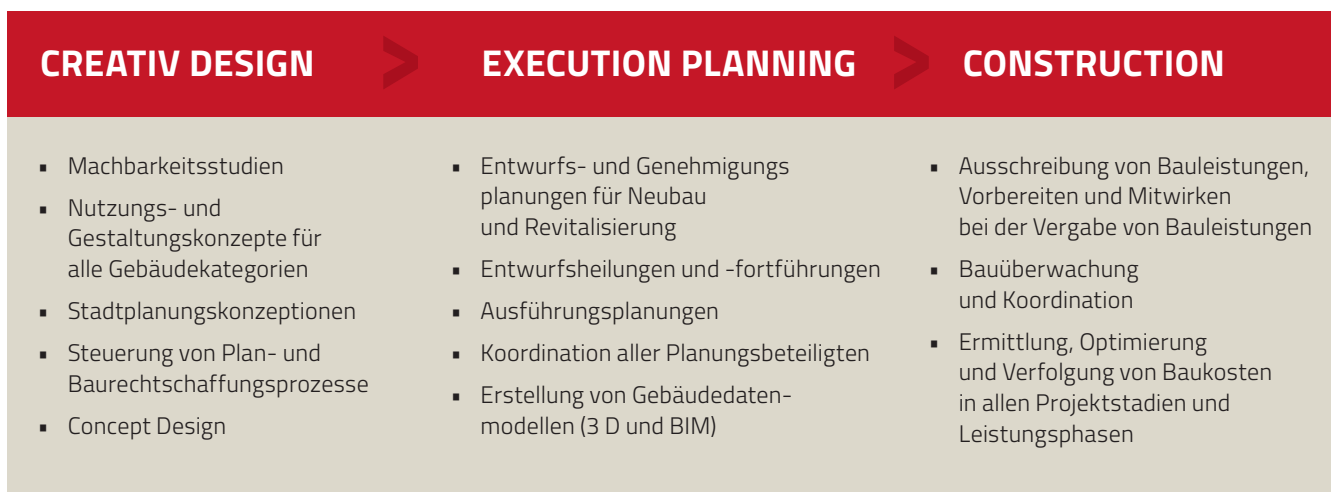 CREATIV DESIGN > EXECUTION PLANNING > CONSTRUCTION
▪ Machbarkeitsstudien
▪ Nutzungs- und
Gestaltungskonzepte für
alle Gebäudekategorien
▪ Stadtplanungskonzeptionen
▪ Steuerung von Plan- und
Baurechtschaffungsprozesse
▪ Concept Design
▪ Entwurfs- und Genehmigungs
planungen für Neubau
und Revitalisierung
▪ Entwurfsheilungen und -fortführungen
▪ Ausführungsplanungen
▪ Koordination aller Planungsbeteiligten
▪ Erstellung von Gebäudedaten-
modellen (3 D und BIM)
▪ Ausschreibung von Bauleistungen,
Vorbereiten und Mitwirken
bei der Vergabe von Bauleistungen
▪ Bauüberwachung
und Koordination
▪ Ermittlung, Optimierung
und Verfolgung von Baukosten
in allen Projektstadien und
Leistungsphasen